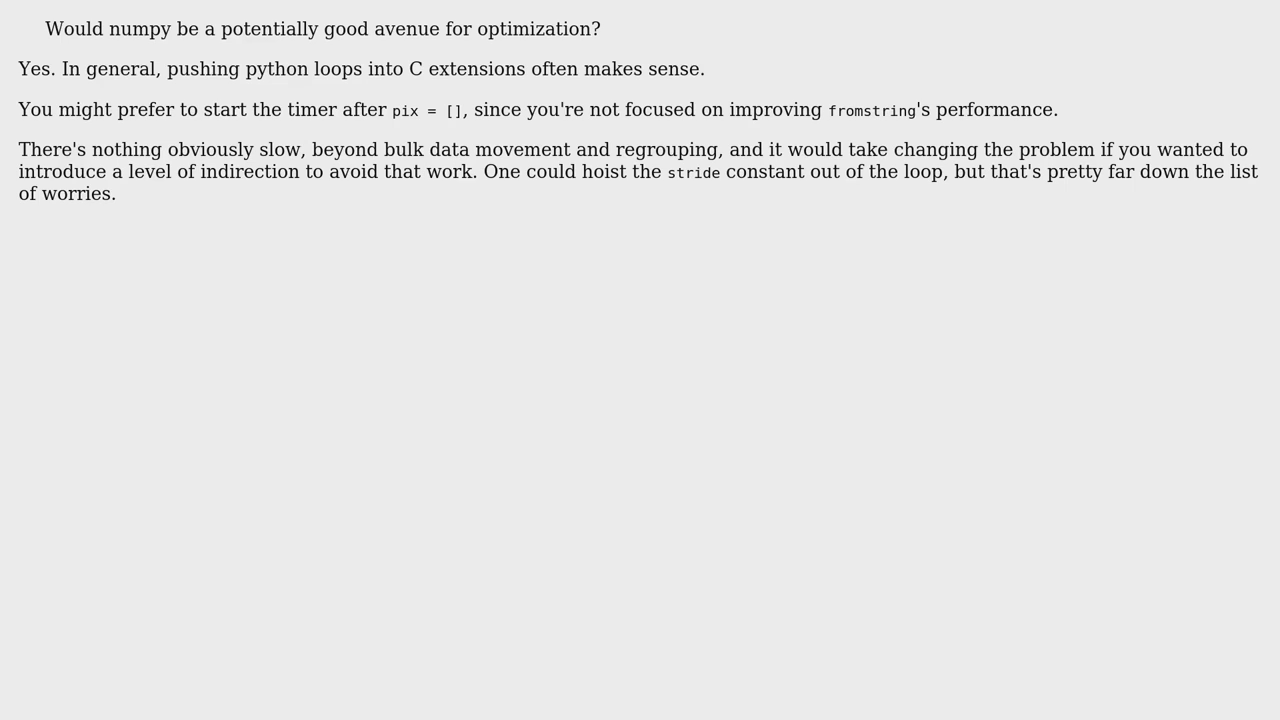 Would numpy be a potentially good avenue for optimization?
Yes. In general, pushing python loops into C extensions often makes sense.
You might prefer to start the timer after pix = [], since you're not focused on improving fromstring's performance.
There's nothing obviously slow, beyond bulk data movement and regrouping, and it would take changing the problem if you wanted to
introduce a level of indirection to avoid that work. One could hoist the stride constant out of the loop, but that's pretty far down the list
of worries.